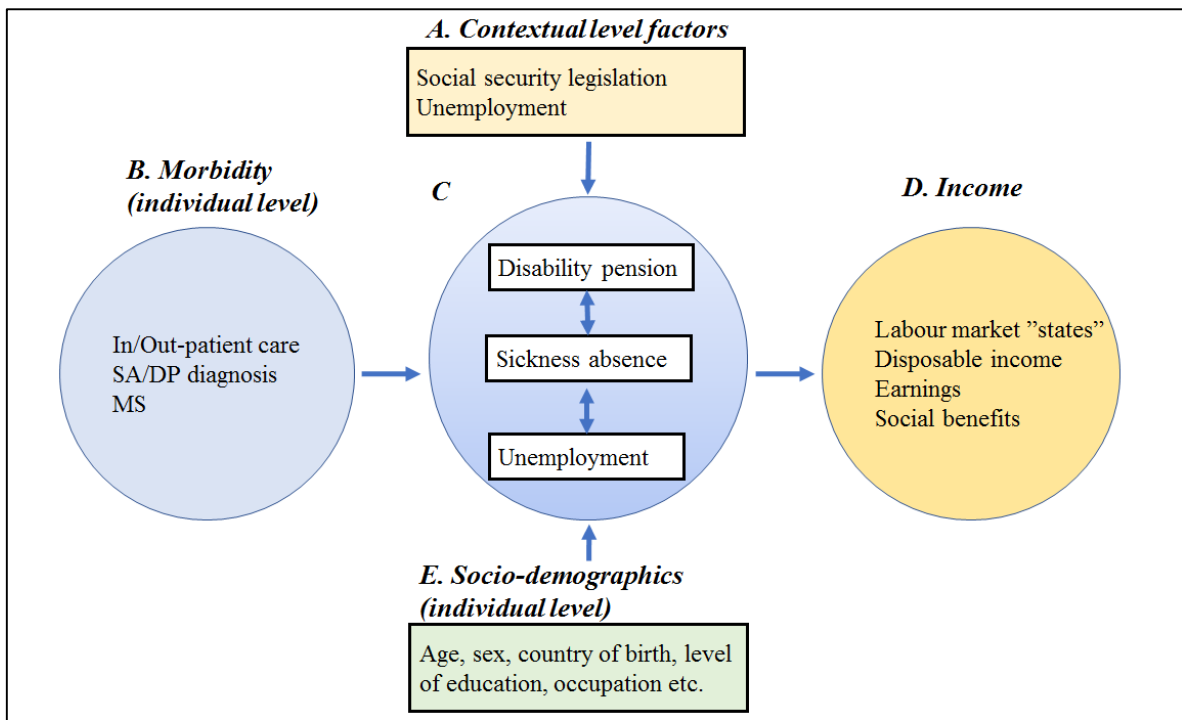 A. Contextual level factors
Social security legislation
Unemployment
B. Morbidity
(individual level)
In/Out-patient care
SA/DP diagnosis
MS
C
Disability pension
Sickness absence
Unemployment
D. Income
Labour market ”states”
Disposable income
Earnings
Social benefits
E. Socio-demographics
(individual level)
Age, sex, country of birth, level
of education, occupation etc.